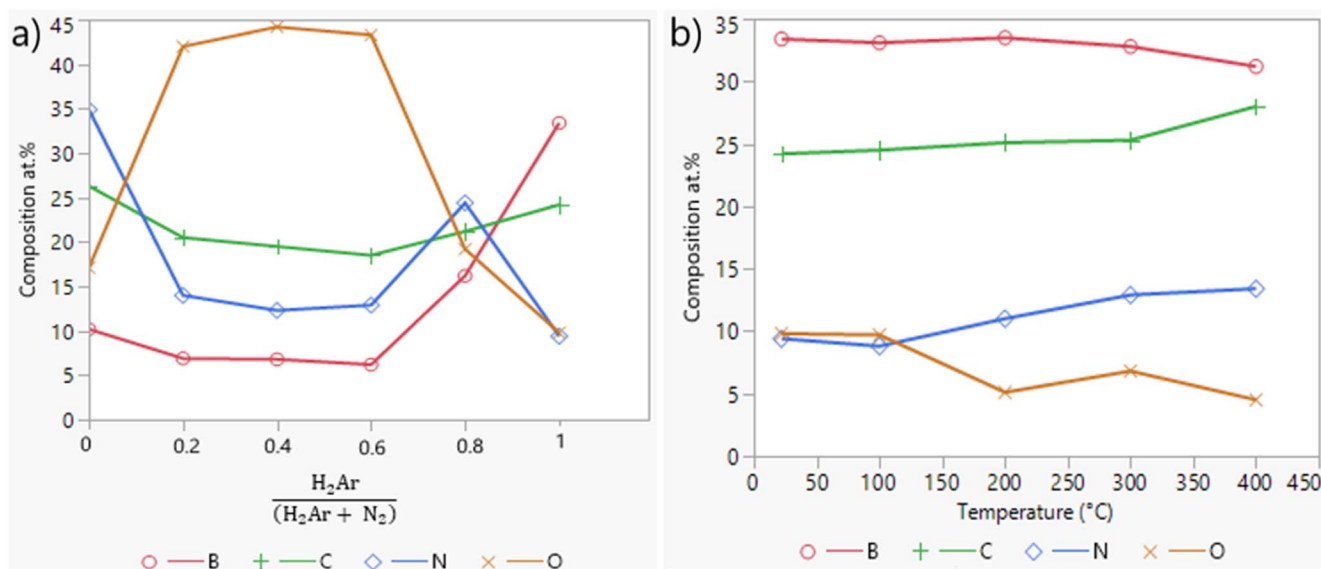 a)
Composition at.%
45
40
35
30
25
20
15
10
5
0
0 0.2 0.4 0.6 0.8 1
H₂Ar
(H₂Ar + N₂)
B C N O
b)
Composition at.%
35
30
25
20
15
10
5
0
0 50 100 150 200 250 300 350 400 450
Temperature (°C)
B C N O